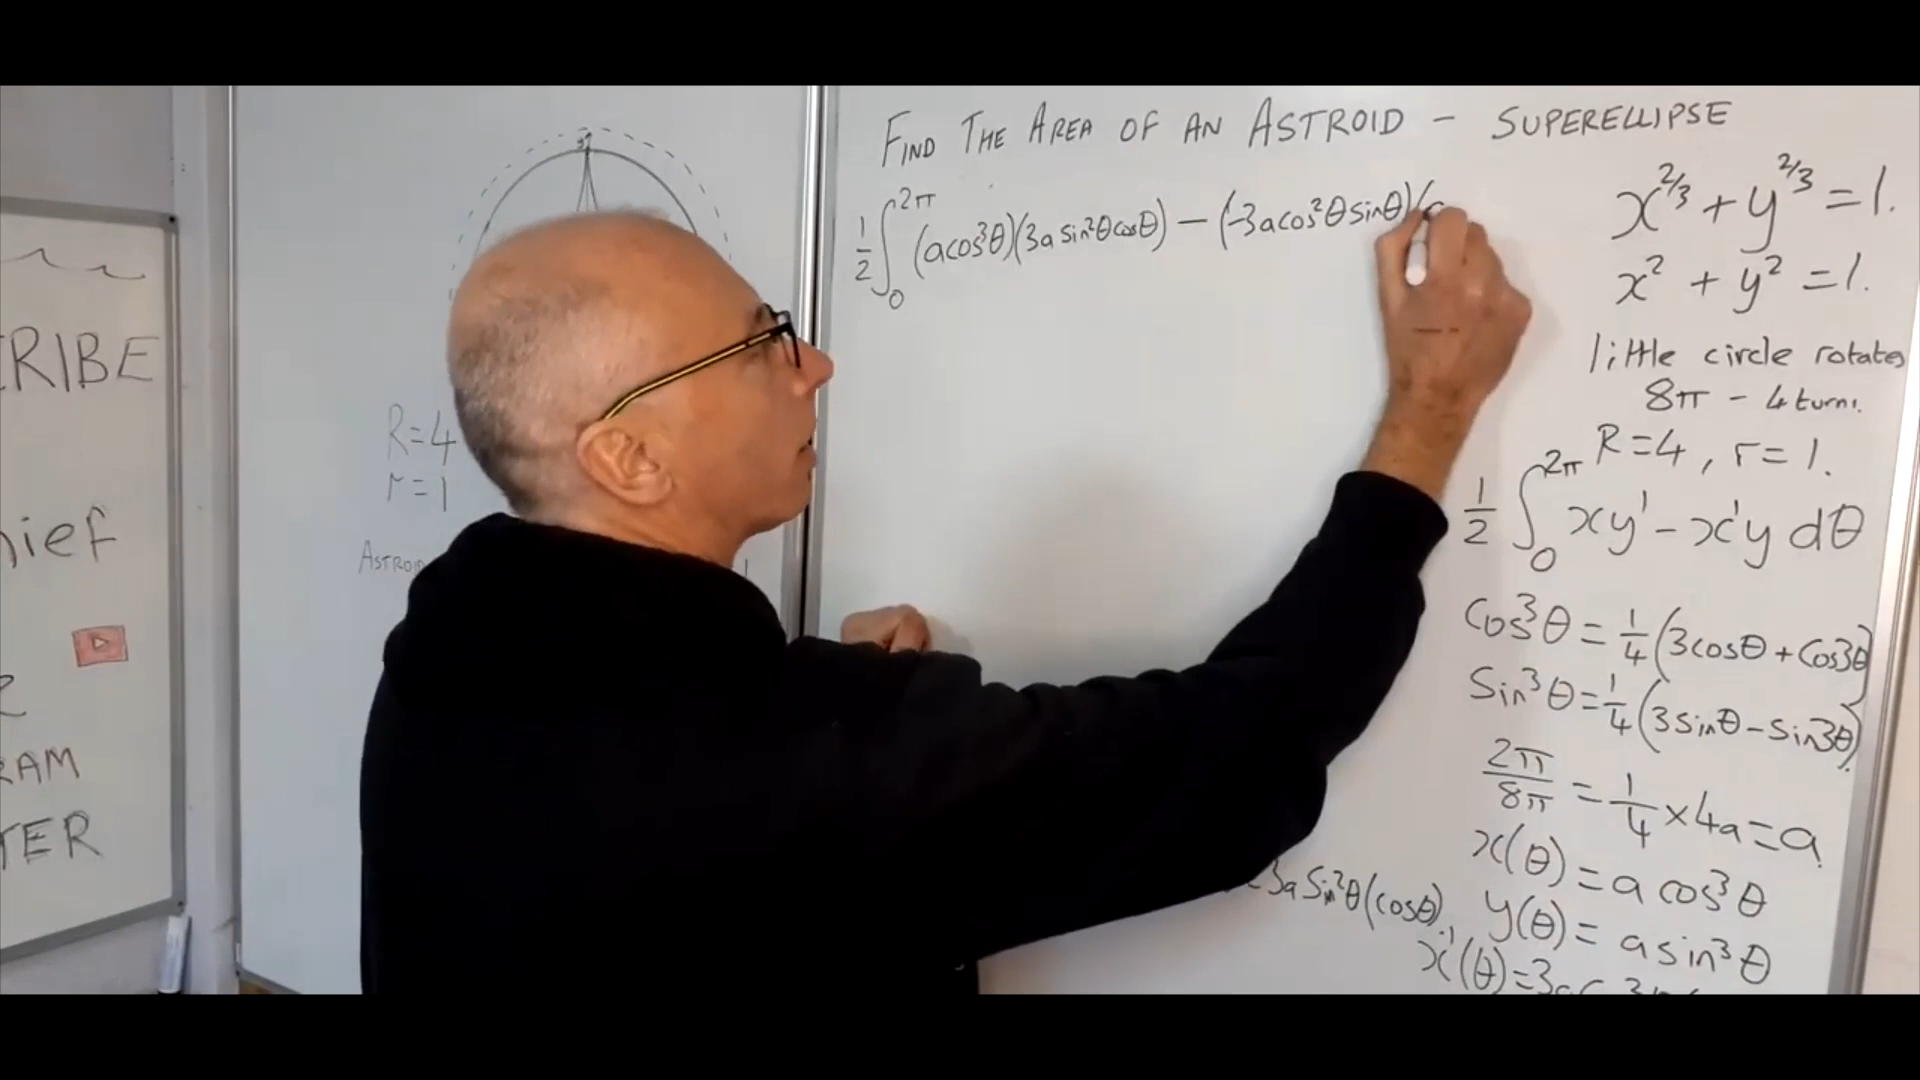 RIBE
ief
RAM
TER
R=4
r=1
ASTROID
FIND THE AREA OF AN ASTROID - SUPERELLIPSE
½∫₀^2π (acos³θ)(3a sin²θcosθ) − (-3acos²θsinθ)(a
x^2/3 + y^2/3 = 1.
x² + y² = 1.
little circle rotates
8π - 4 turns.
R=4, r=1.
½ ∫₀^2π xy' − x'y dθ
cos³θ = ¼(3cosθ + cos3θ)
Sin³θ = ¼(3sinθ − sin3θ)
2π/8π = ¼ × 4a = a
x(θ) = a cos³θ
3a Sin²θ(cosθ)
y(θ) = a sin³θ
x'(θ) = 3a